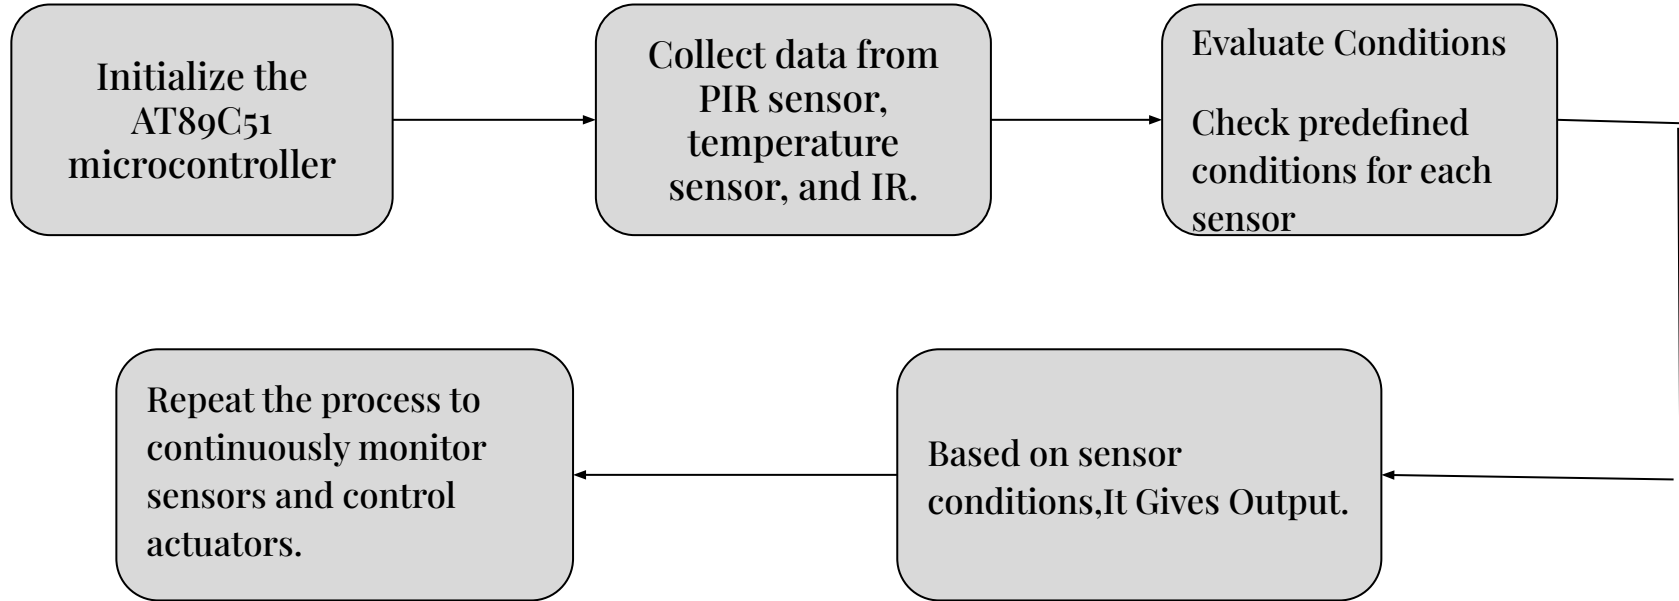 Initialize the
AT89C51
microcontroller
Collect data from
PIR sensor,
temperature
sensor, and IR.
Evaluate Conditions
Check predefined
conditions for each
sensor
Based on sensor
conditions,It Gives Output.
Repeat the process to
continuously monitor
sensors and control
actuators.